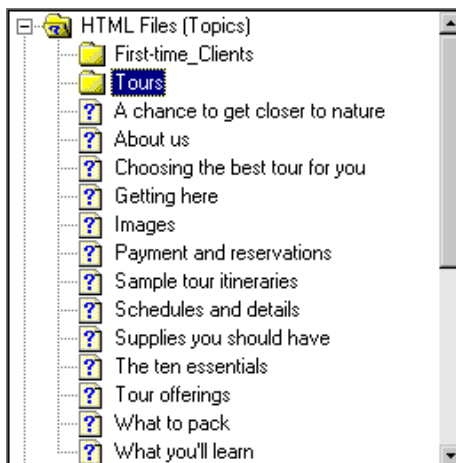 HTML Files (Topics)
First-time_Clients
Tours
A chance to get closer to nature
About us
Choosing the best tour for you
Getting here
Images
Payment and reservations
Sample tour itineraries
Schedules and details
Supplies you should have
The ten essentials
Tour offerings
What to pack
What you'll learn